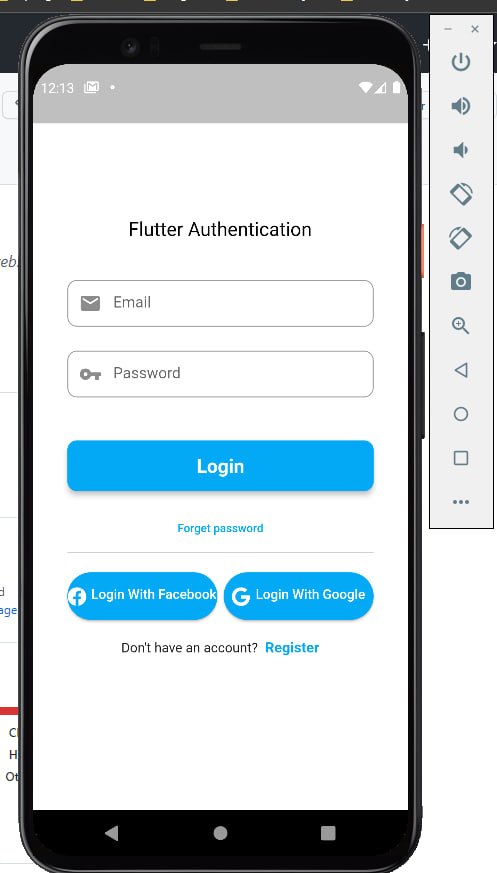 12:13
Flutter Authentication
Email
Password
Login
Forget password
Login With Facebook
Login With Google
Don't have an account? Register